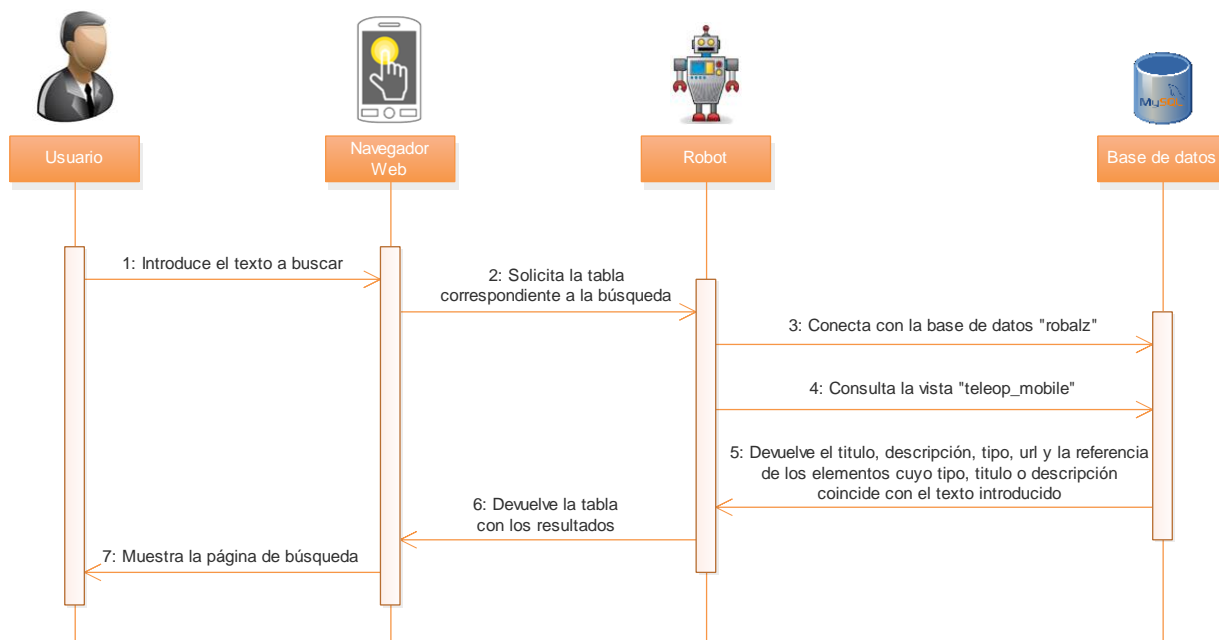 MySQL
Usuario
Navegador
Web
Robot
Base de datos
1: Introduce el texto a buscar
2: Solicita la tabla
correspondiente a la búsqueda
3: Conecta con la base de datos "robalz"
4: Consulta la vista "teleop_mobile"
5: Devuelve el titulo, descripción, tipo, url y la referencia
de los elementos cuyo tipo, titulo o descripción
coincide con el texto introducido
6: Devuelve la tabla
con los resultados
7: Muestra la página de búsqueda